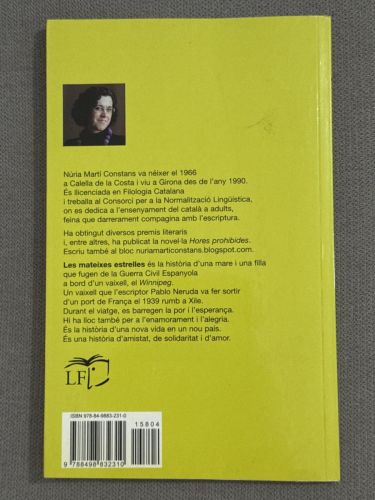 Núria Martí Constans va néixer el 1966
a Calella de la Costa i viu a Girona des de l'any 1990.
És llicenciada en Filologia Catalana
i treballa al Consorci per a la Normalització Lingüística,
on es dedica a l'ensenyament del català a adults,
feina que darrerament compagina amb l'escriptura.
Ha obtingut diversos premis literaris
i, entre altres, ha publicat la novel·la Hores prohibides.
Escriu també al bloc nuriamarticonstans.blogspot.com.
Les mateixes estrelles és la història d'una mare i una filla
que fugen de la Guerra Civil Espanyola
a bord d'un vaixell, el Winnipeg.
Un vaixell que l'escriptor Pablo Neruda va fer sortir
d'un port de França el 1939 rumb a Xile.
Durant el viatge, es barregen la por i l'esperança.
Hi ha lloc també per a l'enamorament i l'alegria.
És la història d'una nova vida en un nou país.
És una història d'amistat, de solidaritat i d'amor.
LF
ISBN 978-84-9883-231-0
15804
9 788498 832310